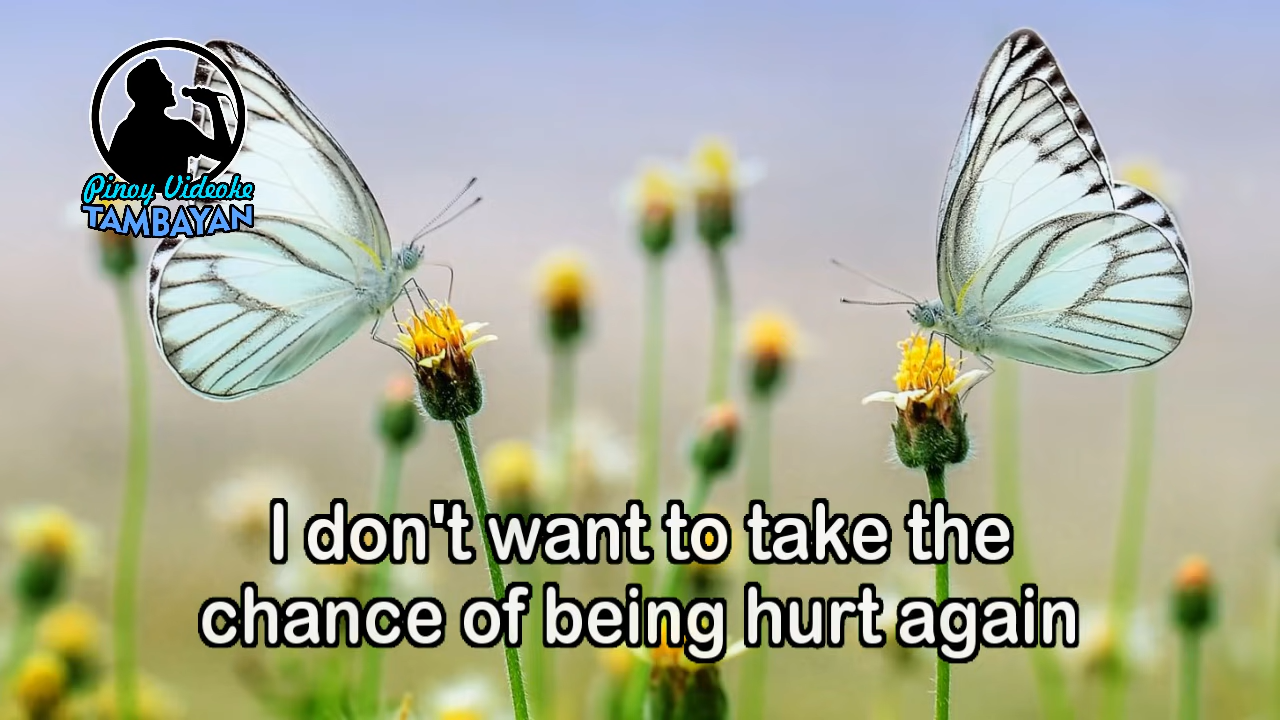 Pinoy Videoke
TAMBAYAN
I don't want to take the
chance of being hurt again